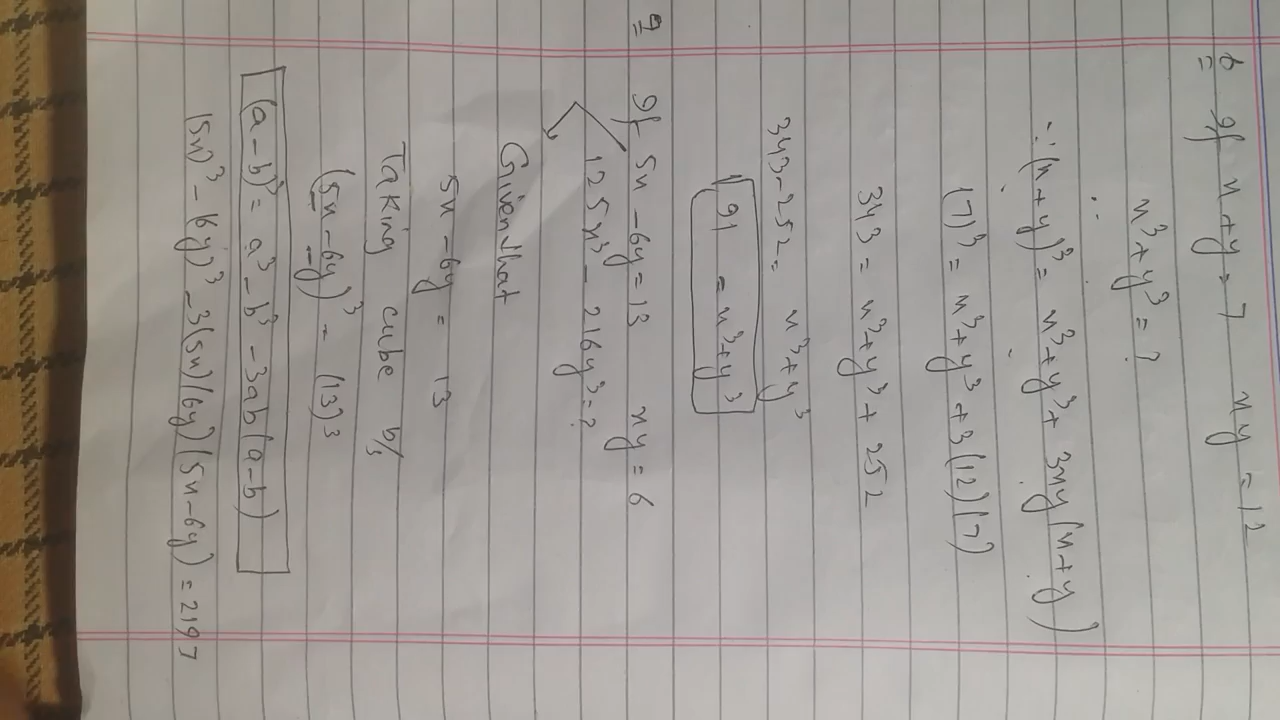 6 If x+y=7 xy=12
x³+y³=?
∵ (x+y)³= x³+y³+ 3xy(x+y)
(7)³ = x³+y³+3(12)(7)
343 = x³+y³+ 252
343-252= x³+y³
91 = x³+y³
7 If 5x-6y=13 xy=6
125x³- 216y³=?
Given that
5x-6y= 13
Taking cube b/s
(5x-6y)³= (13)³
(a-b)³= a³-b³-3ab(a-b)
(5x)³-(6y)³-3(5x)(6y)(5x-6y)=2197